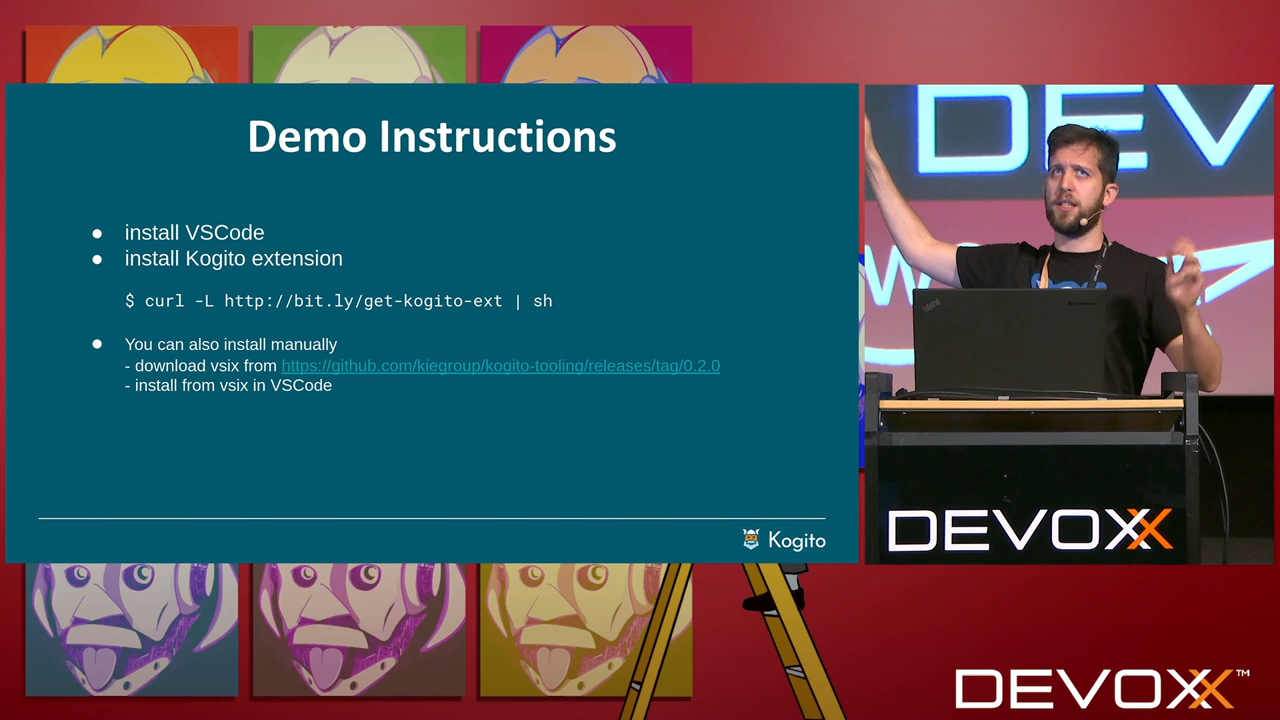 Demo Instructions
● install VSCode
● install Kogito extension
$ curl -L http://bit.ly/get-kogito-ext | sh
● You can also install manually
- download vsix from https://github.com/kiegroup/kogito-tooling/releases/tag/0.2.0
- install from vsix in VSCode
Kogito
DEV
W
DEVOXX
DEVOXX™